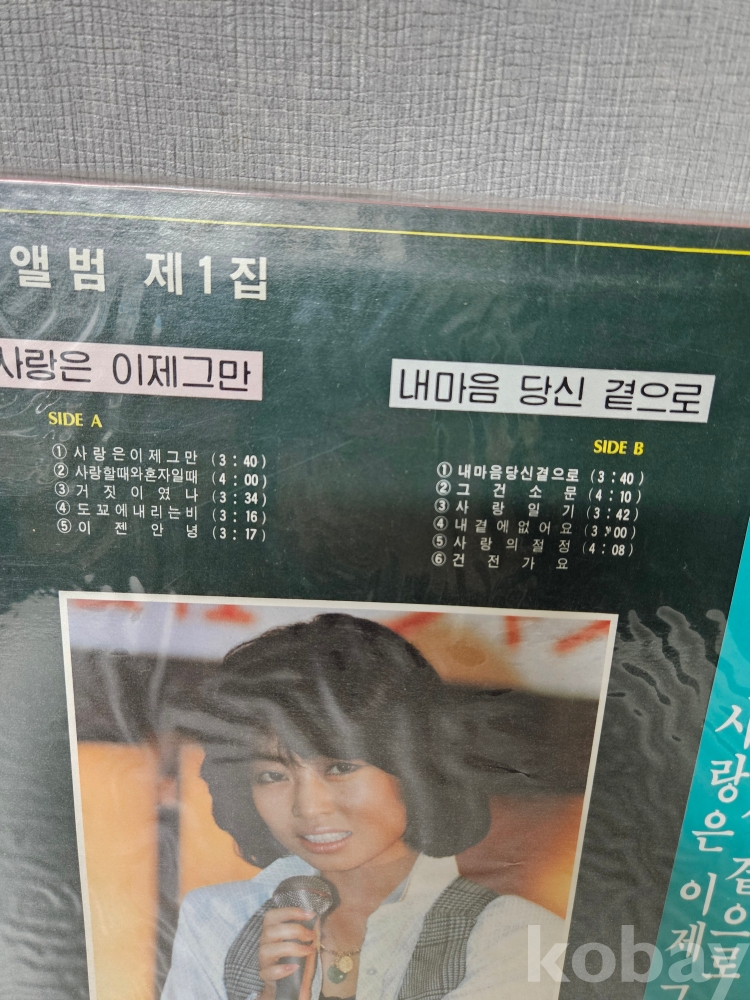 앨범 제1집
사랑은 이제그만
내마음 당신 곁으로
SIDE A
① 사랑은이제그만 (3:40)
② 사랑할때와혼자일때 (4:00)
③ 거짓이였나 (3:34)
④ 도꾜에내리는비 (3:16)
⑤ 이젠안녕 (3:17)
SIDE B
① 내마음당신곁으로 (3:40)
② 그건소문 (4:10)
③ 사랑일기 (3:42)
④ 내곁에없어요 (3:00)
⑤ 사랑의절정 (4:08)
⑥ 건전가요
사랑은 이제그
곁으로
kobay